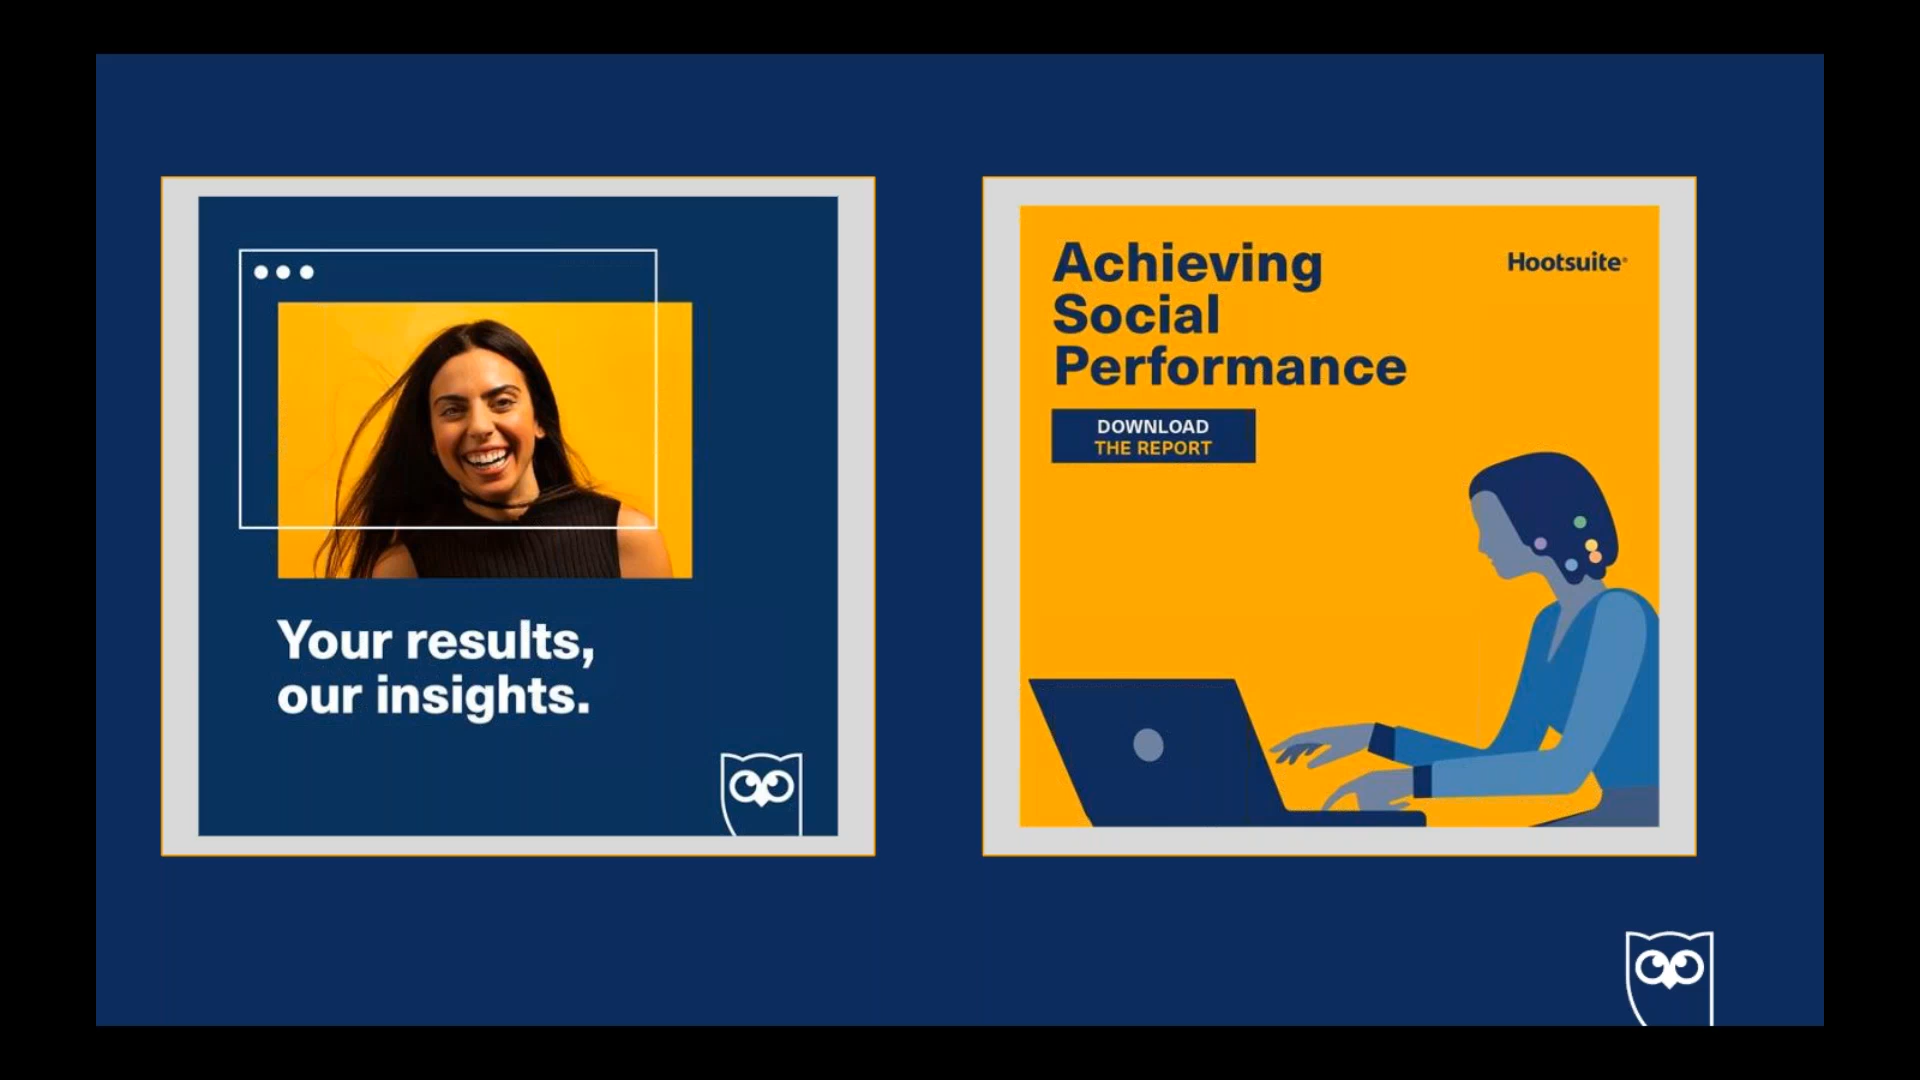 Your results,
our insights.
Achieving
Social
Performance
Hootsuite®
DOWNLOAD
THE REPORT